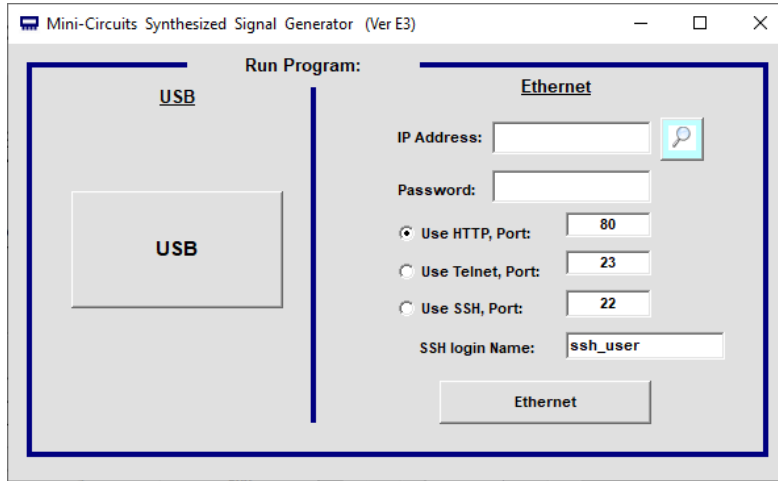 Mini-Circuits Synthesized Signal Generator (Ver E3)
Run Program:
USB
USB
Ethernet
IP Address:
Password:
Use HTTP, Port: 80
Use Telnet, Port: 23
Use SSH, Port: 22
SSH login Name: ssh_user
Ethernet